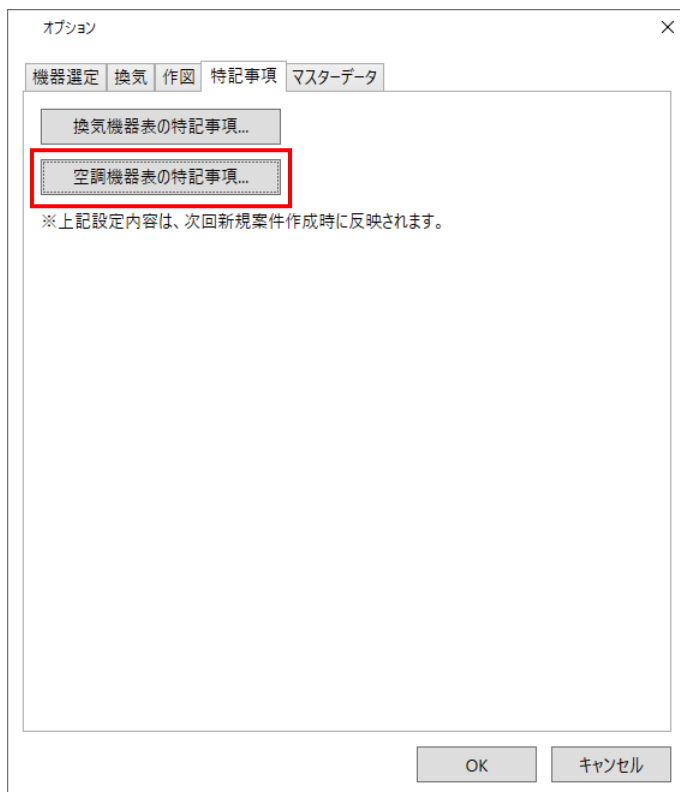 オプション
機器選定 換気 作図 特記事項 マスターデータ
換気機器表の特記事項...
空調機器表の特記事項...
※上記設定内容は、次回新規案件作成時に反映されます。
OK キャンセル